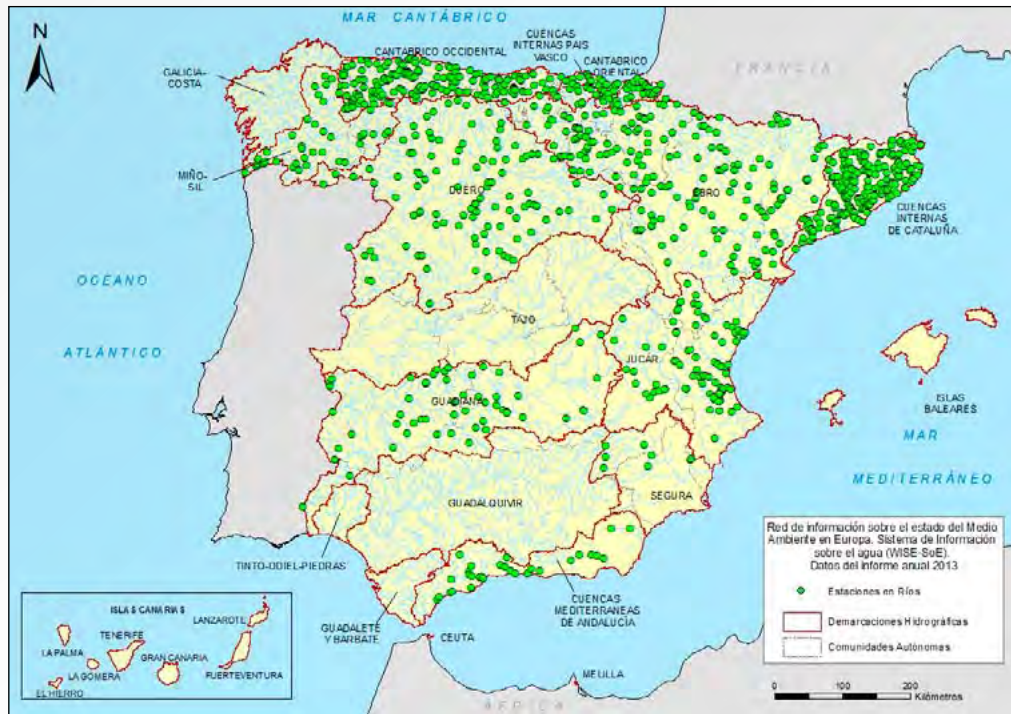 MAR CANTÁBRICO
N
CANTABRICO OCCIDENTAL
CUENCAS
INTERNAS PAIS
VASCO
CANTABRICO
ORIENTAL
GALICIA-
COSTA
FRANCIA
MIÑO-
SIL
DUERO
EBRO
CUENCAS
INTERNAS
DE CATALUÑA
OCÉANO
ATLÁNTICO
TAJO
JUCAR
ISLAS
BALEARES
GUADIANA
MAR
MEDITERRÁNEO
GUADALQUIVIR
SEGURA
TINTO-ODIEL-PIEDRAS
GUADALETE
Y BARBATE
CUENCAS
MEDITERRANEAS
DE ANDALUCÍA
CEUTA
MELILLA
ÁFRICA
ISLAS CANARIAS
LANZAROTE
LA PALMA
TENERIFE
GRAN CANARIA
LA GOMERA
EL HIERRO
FUERTEVENTURA
Red de información sobre el estado del Medio
Ambiente en Europa. Sistema de Información
sobre el agua (WISE-SoE).
Datos del informe anual 2013
Estaciones en Ríos
Demarcaciones Hidrográficas
Comunidades Autónomas
0 50 100 200
Kilómetros